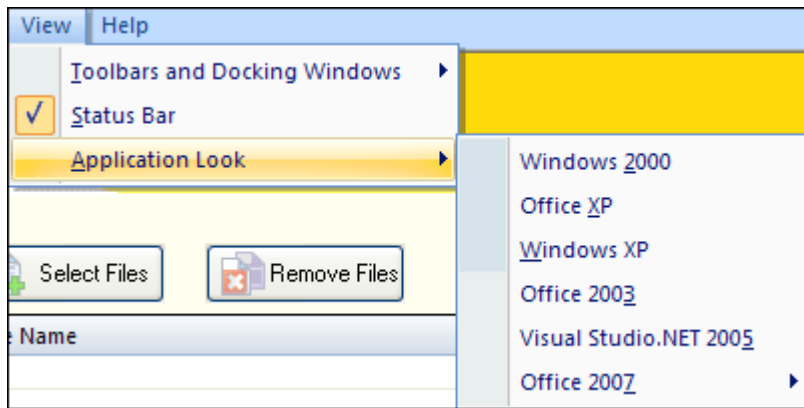 View Help
Toolbars and Docking Windows
Status Bar
Application Look
Windows 2000
Office XP
Windows XP
Office 2003
Visual Studio.NET 2005
Office 2007
Select Files Remove Files
Name